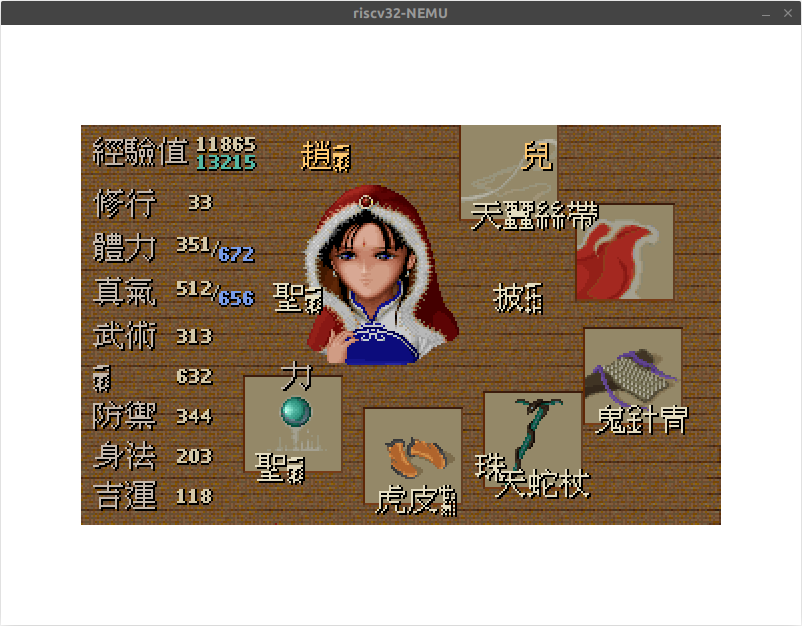 riscv32-NEMU
經驗值 11865
13215
修行 33
體力 351/672
真氣 512/656
武術 313
力 632
防禦 344
身法 203
吉運 118
趙 兒
天蠶絲帶
聖 披
鬼針冑
天蛇杖
虎皮
聖 珠